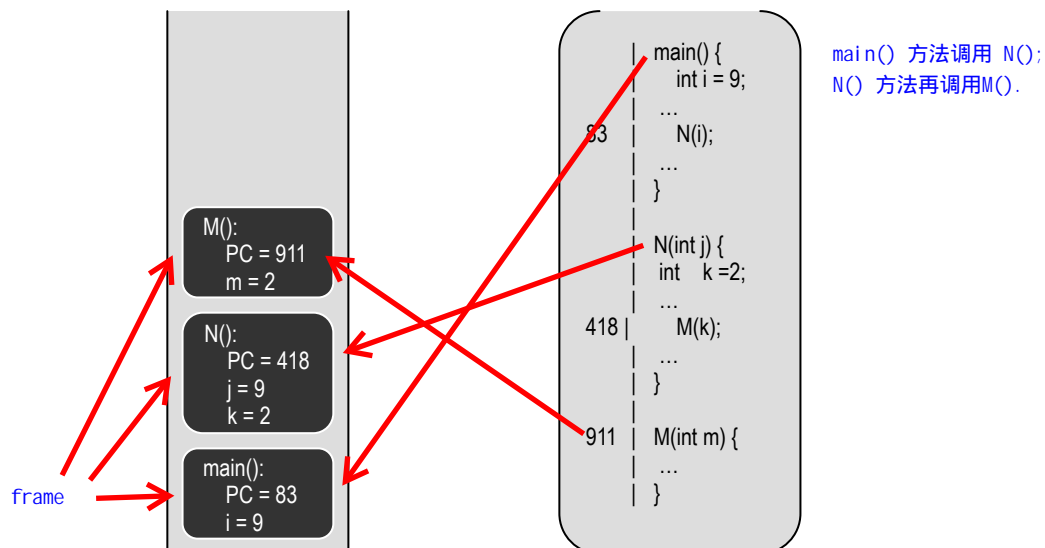 M():
PC = 911
m = 2
N():
PC = 418
j = 9
k = 2
main():
PC = 83
i = 9
frame
| main() {
| int i = 9;
| …
83 | N(i);
| …
| }
|
| N(int j) {
| int k =2;
| …
418 | M(k);
| …
| }
|
911 | M(int m) {
| …
| }
main() 方法调用 N();
N() 方法再调用M().